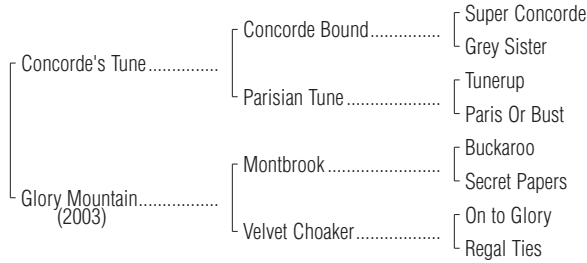 Super Concorde
Concorde Bound
Grey Sister
Concorde's Tune
Tunerup
Parisian Tune
Paris Or Bust
Buckaroo
Montbrook
Secret Papers
Glory Mountain
(2003)
On to Glory
Velvet Choaker
Regal Ties